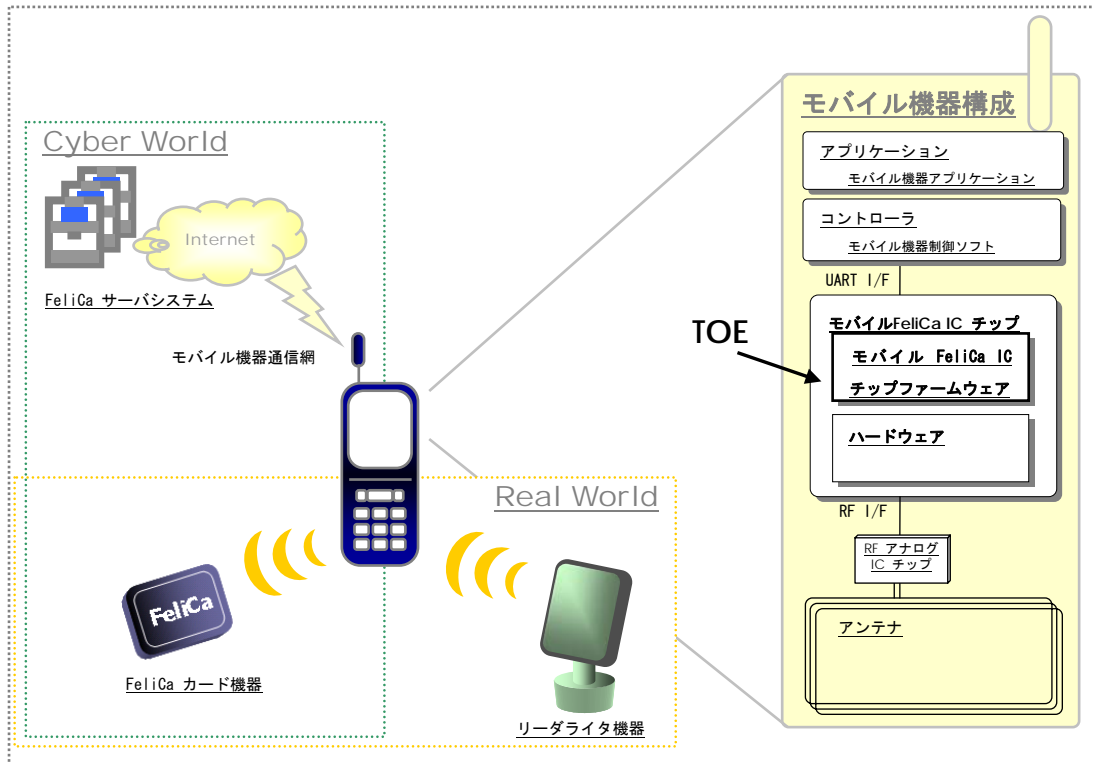 Cyber World
Internet
FeliCa サーバシステム
モバイル機器通信網
Real World
FeliCa
FeliCa カード機器
リーダライタ機器
モバイル機器構成
アプリケーション
モバイル機器アプリケーション
コントローラ
モバイル機器制御ソフト
UART I/F
TOE
モバイルFeliCa IC チップ
モバイル FeliCa IC
チップファームウェア
ハードウェア
RF I/F
RF アナログ
IC チップ
アンテナ